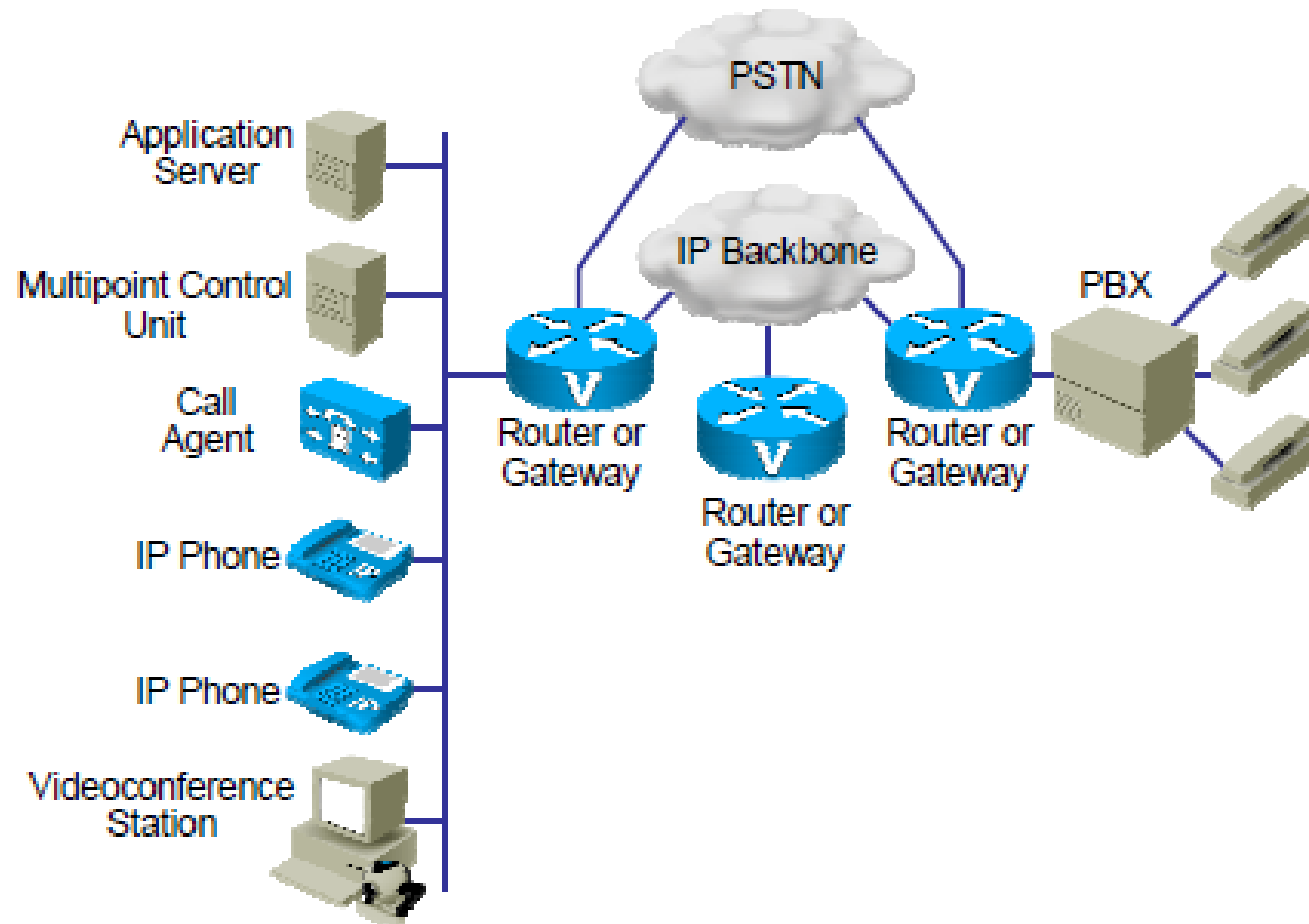 PSTN
Application
Server
IP Backbone
Multipoint Control
Unit
PBX
V
V
V
Call
Agent
Router or
Gateway
Router or
Gateway
Router or
Gateway
IP Phone
IP Phone
Videoconference
Station